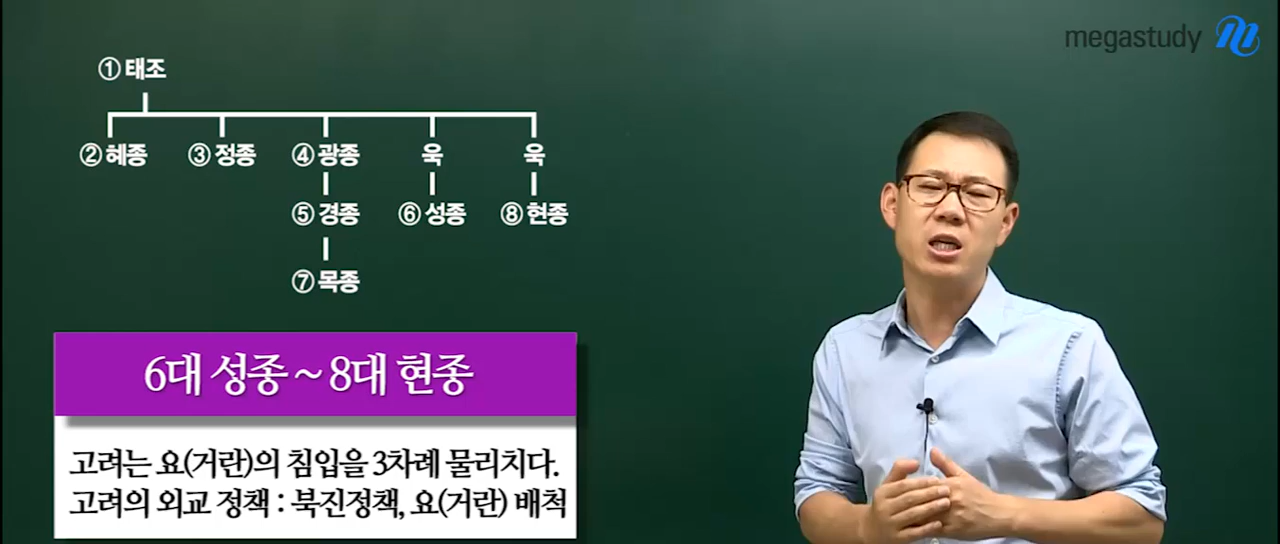 megastudy
① 태조
② 혜종 ③ 정종 ④ 광종 욱 욱
⑤ 경종 ⑥ 성종 ⑧ 현종
⑦ 목종
6대 성종 ~ 8대 현종
고려는 요(거란)의 침입을 3차례 물리치다.
고려의 외교 정책 : 북진정책, 요(거란) 배척